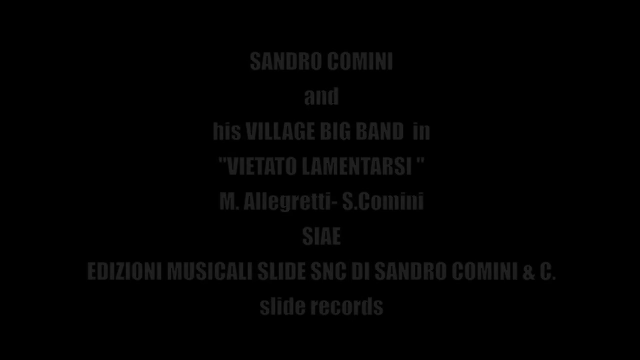 SANDRO COMINI
and
his VILLAGE BIG BAND  in
"VIETATO LAMENTARSI "
M. Allegretti- S.Comini
SIAE
EDIZIONI MUSICALI SLIDE SNC DI SANDRO COMINI & C.
slide records